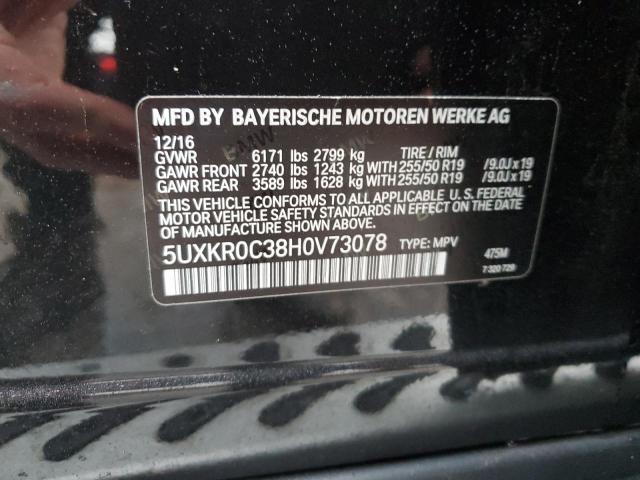 MFD BY BAYERISCHE MOTOREN WERKE AG
12/16
GVWR 6171 lbs 2799 kg TIRE / RIM
GAWR FRONT 2740 lbs 1243 kg WITH 255/50 R19 /9.0J x 19
GAWR REAR 3589 lbs 1628 kg WITH 255/50 R19 /9.0J x 19
THIS VEHICLE CONFORMS TO ALL APPLICABLE U.S. FEDERAL
MOTOR VEHICLE SAFETY STANDARDS IN EFFECT ON THE
DATE OF MANUFACTURE SHOWN ABOVE.
5UXKR0C38H0V73078 TYPE: MPV 475M
7 320 729